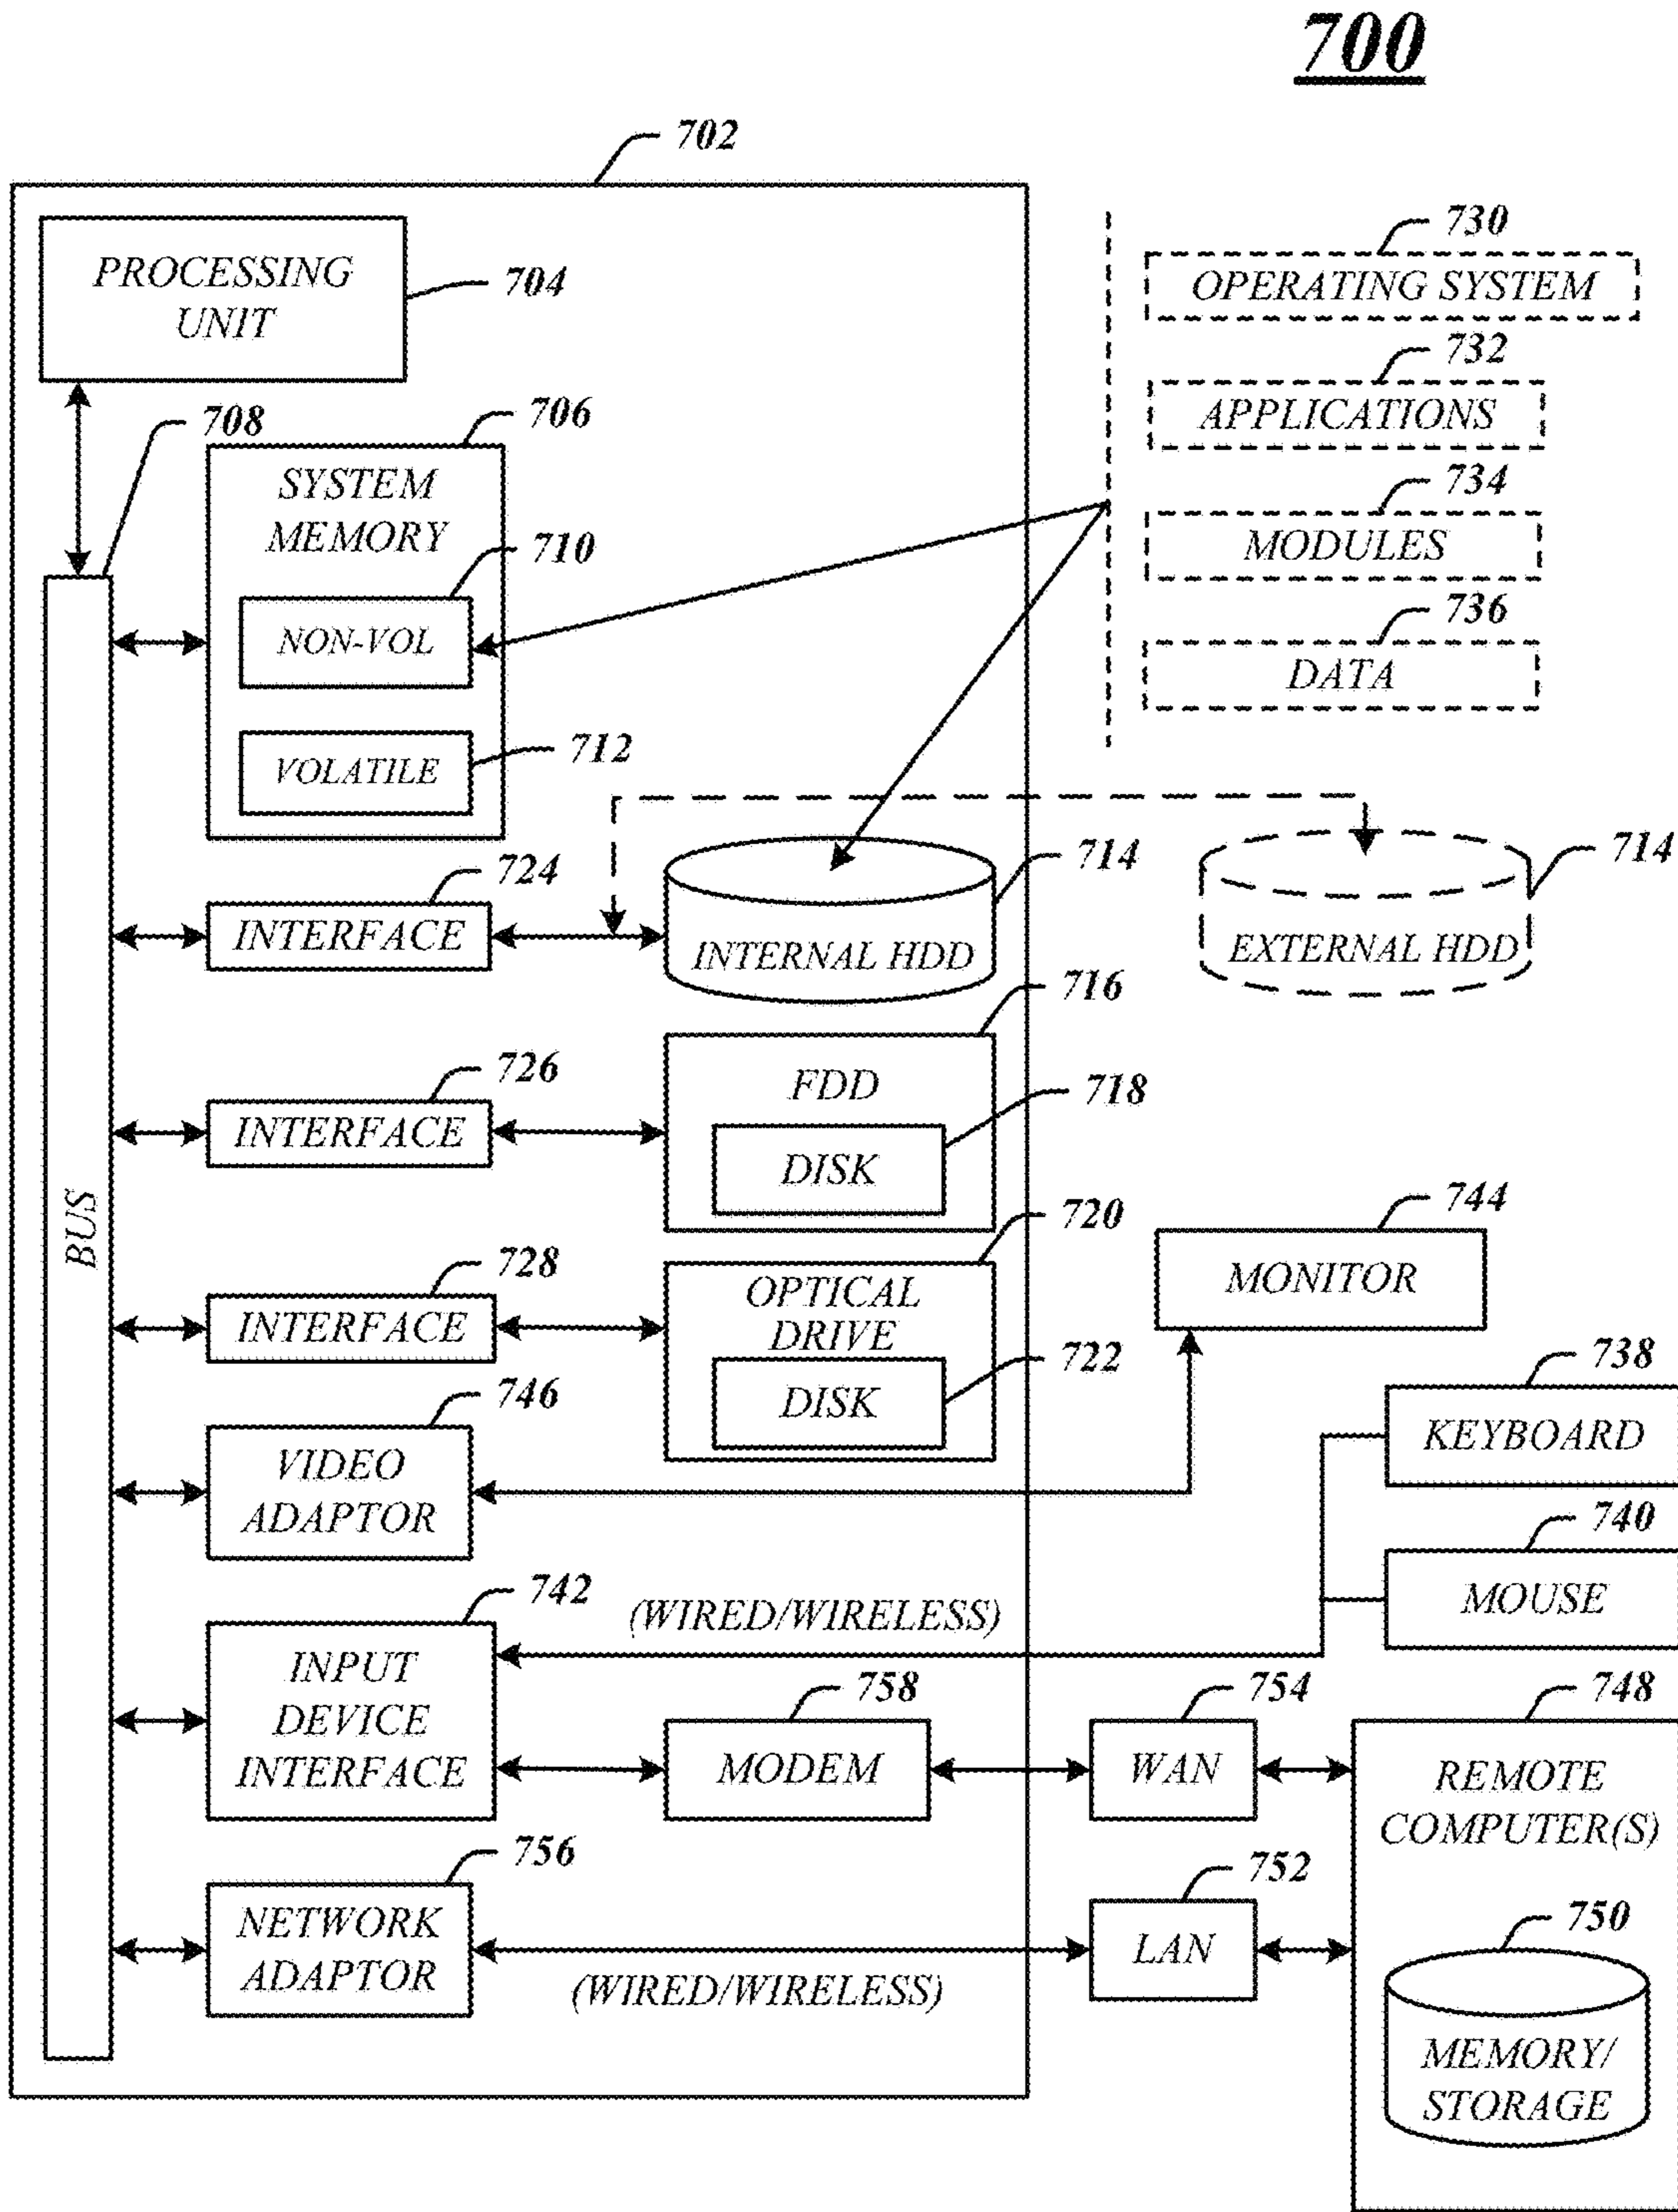 700
702
PROCESSING
UNIT
704
730
OPERATING SYSTEM
732
APPLICATIONS
734
MODULES
736
DATA
708
706
SYSTEM
MEMORY
710
NON-VOL
712
VOLATILE
BUS
724
INTERFACE
714
INTERNAL HDD
714
EXTERNAL HDD
726
INTERFACE
716
FDD
718
DISK
728
INTERFACE
720
OPTICAL
DRIVE
722
DISK
744
MONITOR
746
VIDEO
ADAPTOR
738
KEYBOARD
740
MOUSE
742
INPUT
DEVICE
INTERFACE
(WIRED/WIRELESS)
758
MODEM
754
WAN
748
REMOTE
COMPUTER(S)
756
NETWORK
ADAPTOR
(WIRED/WIRELESS)
752
LAN
750
MEMORY/
STORAGE